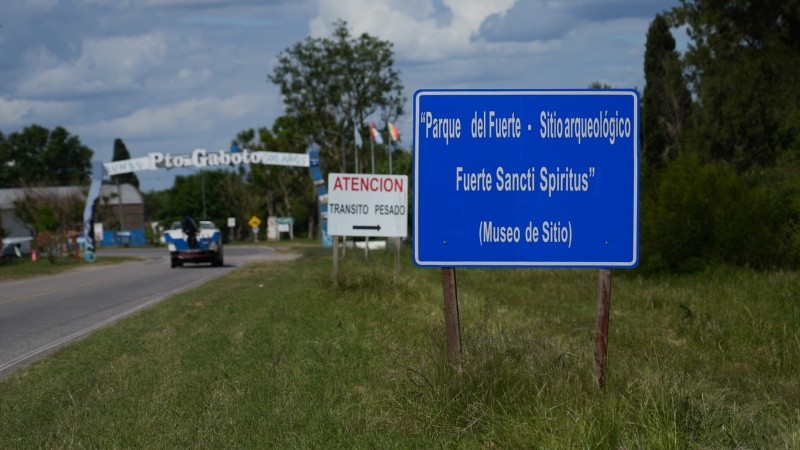 Pto. Gaboto
"Parque del Fuerte - Sitio arqueológico
Fuerte Sancti Spiritus"
(Museo de Sitio)
ATENCION
TRANSITO PESADO